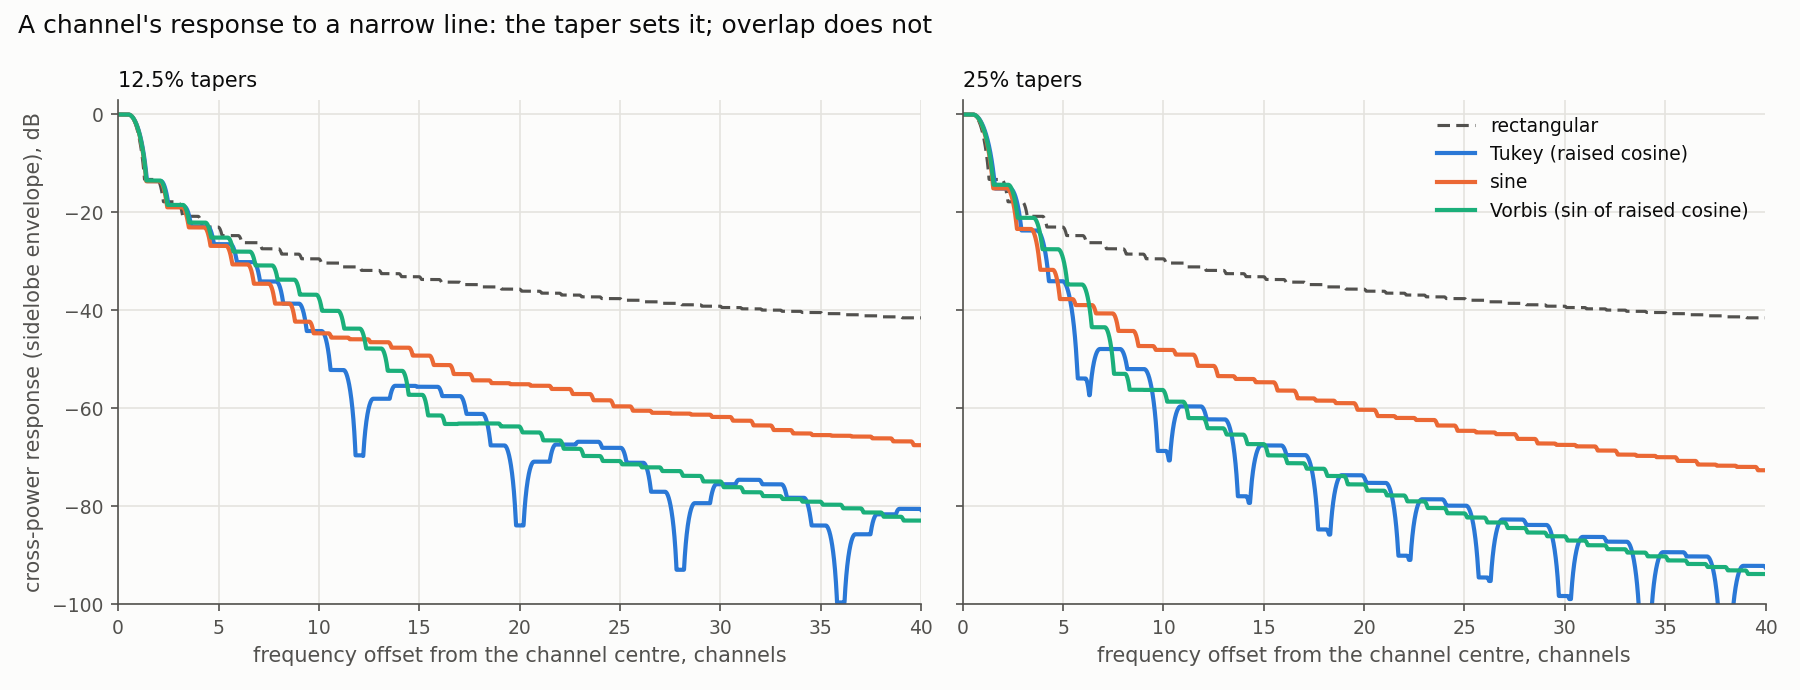 A channel's response to a narrow line: the taper sets it; overlap does not
12.5% tapers
25% tapers
cross-power response (sidelobe envelope), dB
0
−20
−40
−60
−80
−100
0 5 10 15 20 25 30 35 40
frequency offset from the channel centre, channels
rectangular
Tukey (raised cosine)
sine
Vorbis (sin of raised cosine)
0 5 10 15 20 25 30 35 40
frequency offset from the channel centre, channels